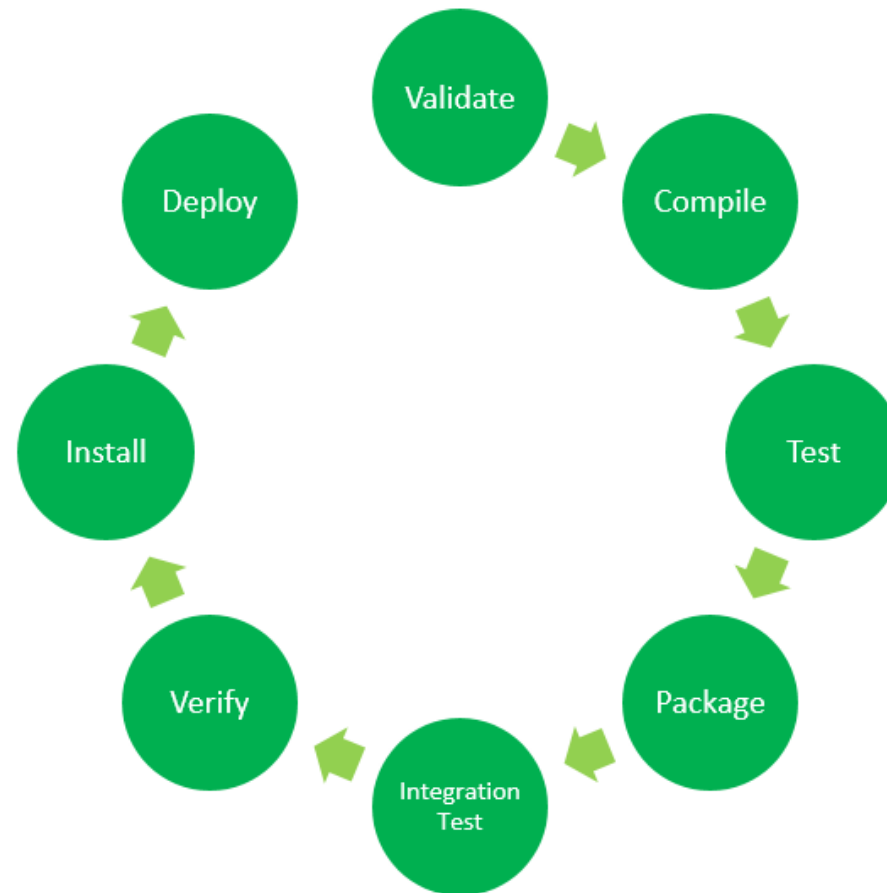 Validate
Compile
Test
Package
Integration
Test
Verify
Install
Deploy